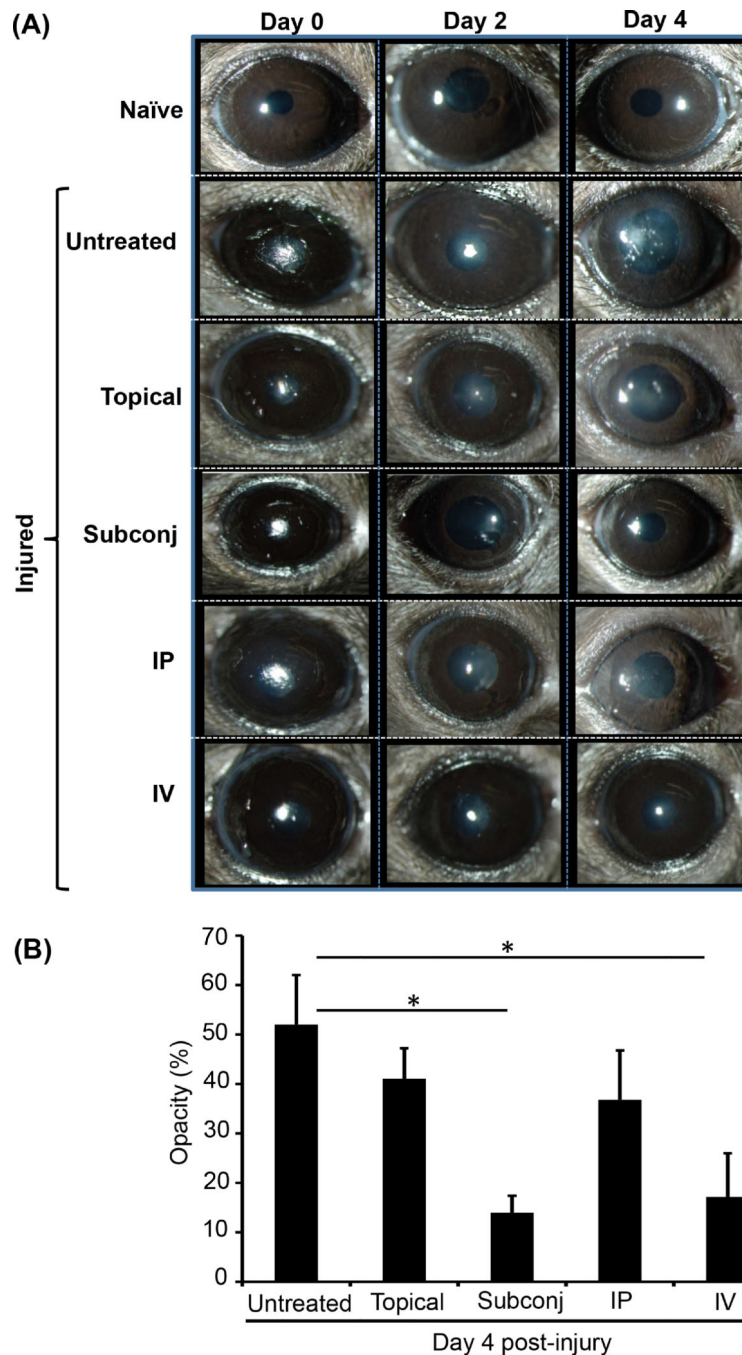 (A)
Day 0 Day 2 Day 4
Naïve
Untreated
Topical
Subconj
IP
IV
Injured
(B)
70
60
50
40
30
20
10
0
Opacity (%)
*
*
Untreated Topical Subconj IP IV
Day 4 post-injury